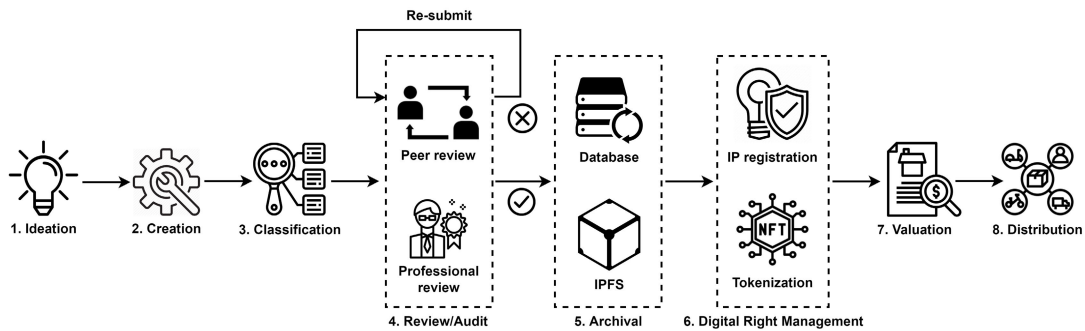 Re-submit
1. Ideation
2. Creation
3. Classification
Peer review
Professional
review
4. Review/Audit
Database
IPFS
5. Archival
IP registration
NFT
Tokenization
6. Digital Right Management
$
7. Valuation
8. Distribution